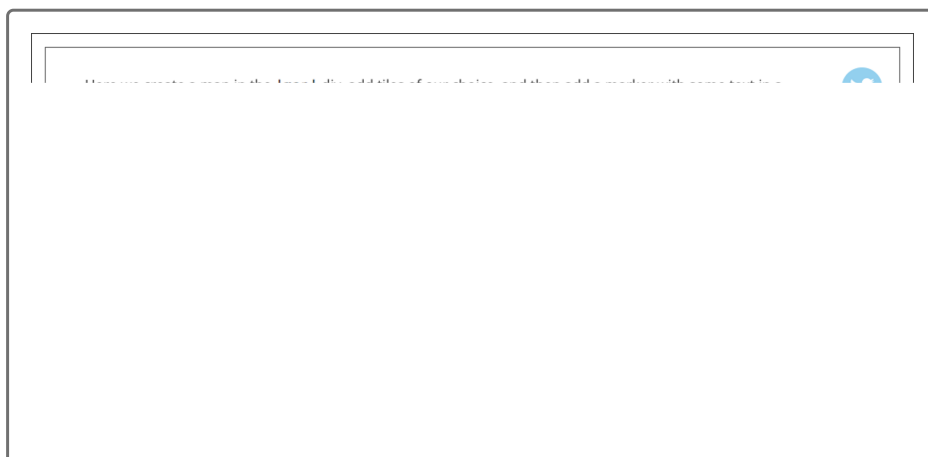 Here we create a map in the 'map' div, add tiles of our choice, and then add a marker with some text in a